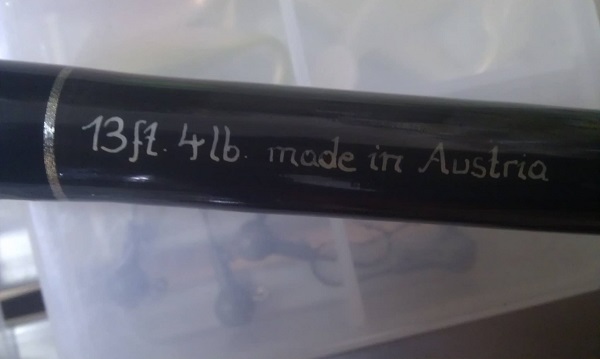 13ft. 4lb. made in Austria